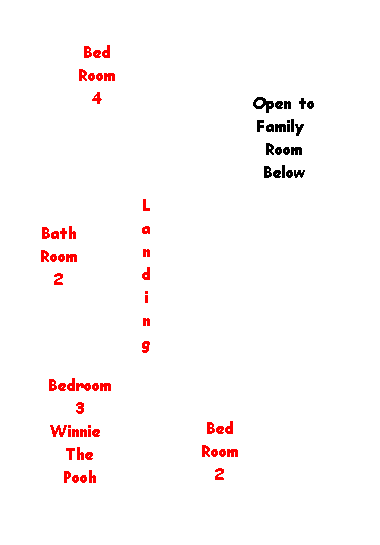 Bed
Room
4
Open to
Family
Room
Below
L
a
n
d
i
n
g
Bath
Room
2
Bedroom
3
Winnie
The
Pooh
Bed
Room
2